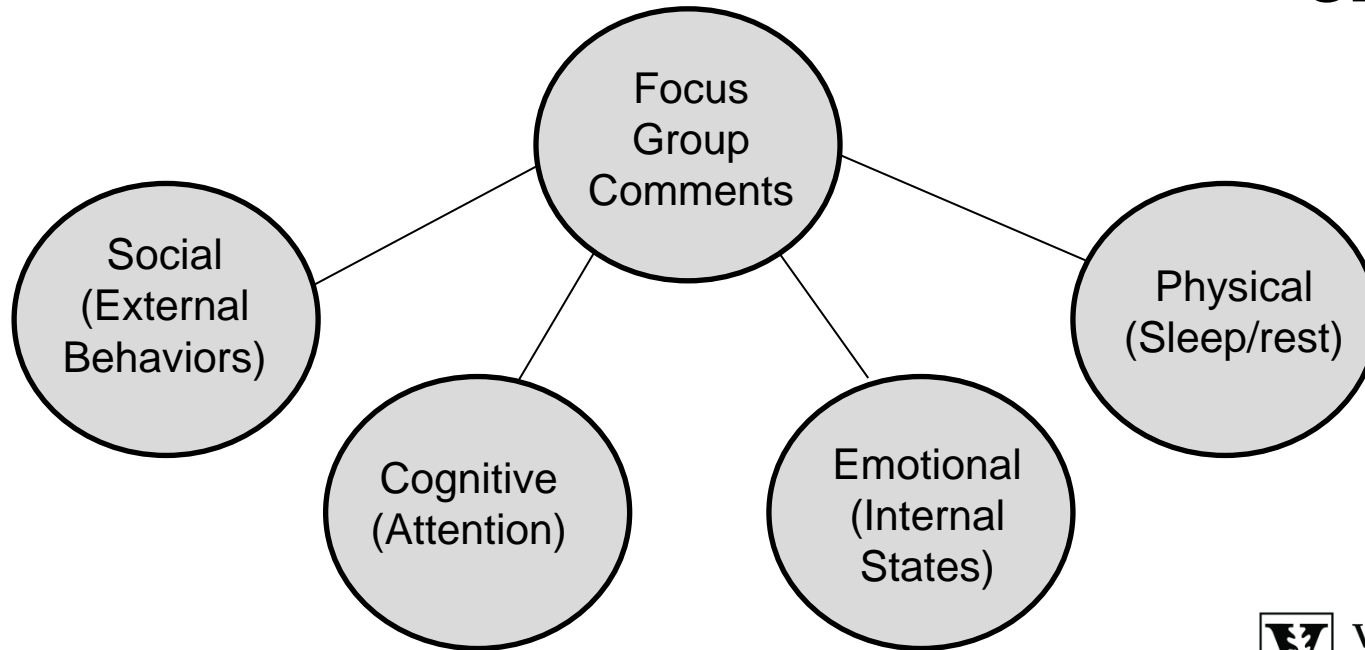 Focus
Group
Comments
Social
(External
Behaviors)
Physical
(Sleep/rest)
Cognitive
(Attention)
Emotional
(Internal
States)